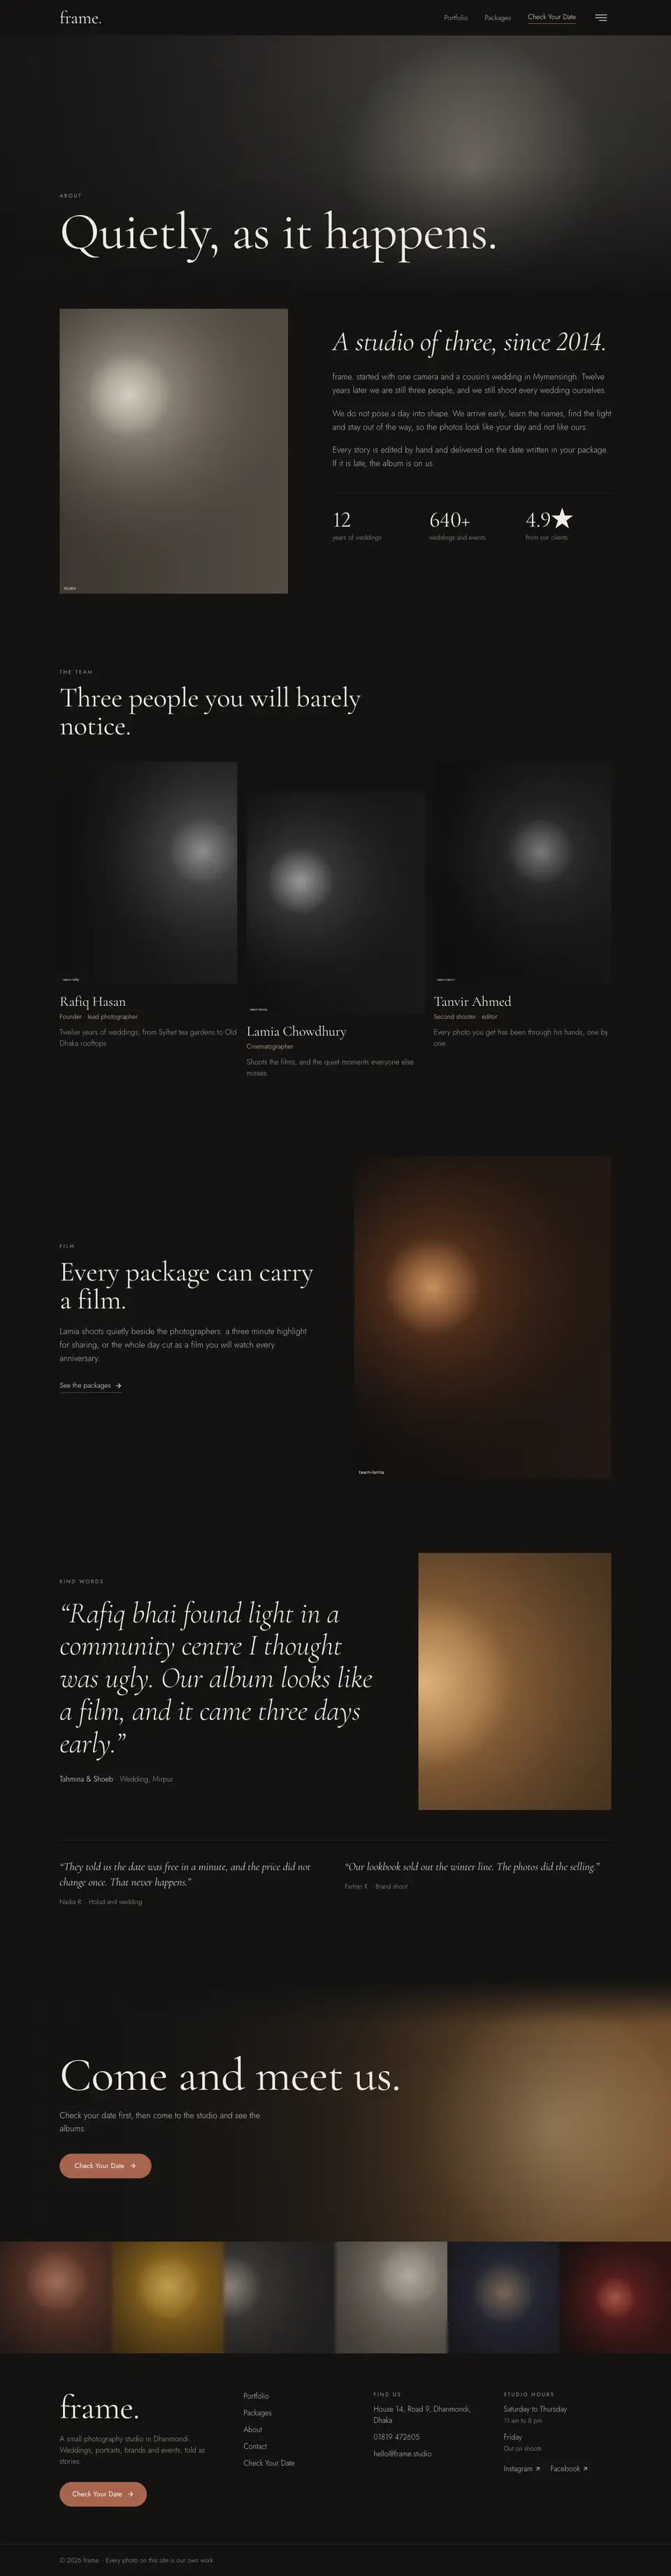 frame.
Portfolio
Packages
Check Your Date
ABOUT
Quietly, as it happens.
studio
A studio of three, since 2014.
frame. started with one camera and a cousin's wedding in Mymensingh. Twelve
years later we are still three people, and we still shoot every wedding ourselves.
We do not pose a day into shape. We arrive early, learn the names, find the light
and stay out of the way, so the photos look like your day and not like ours.
Every story is edited by hand and delivered on the date written in your package.
If it is late, the album is on us.
12
years of weddings
640+
weddings and events
4.9★
from our clients
THE TEAM
Three people you will barely
notice.
team-rafiq
Rafiq Hasan
Founder · lead photographer
Twelve years of weddings, from Sylhet tea gardens to Old
Dhaka rooftops.
team-lamia
Lamia Chowdhury
Cinematographer
Shoots the films, and the quiet moments everyone else
misses.
team-tanvir
Tanvir Ahmed
Second shooter · editor
Every photo you get has been through his hands, one by
one.
FILM
Every package can carry
a film.
Lamia shoots quietly beside the photographers: a three minute highlight
for sharing, or the whole day cut as a film you will watch every
anniversary.
See the packages →
team-lamia
KIND WORDS
“Rafiq bhai found light in a
community centre I thought
was ugly. Our album looks like
a film, and it came three days
early.”
Tahmina & Shoeb · Wedding, Mirpur
“They told us the date was free in a minute, and the price did not
change once. That never happens.”
Nadia R. · Holud and wedding
“Our lookbook sold out the winter line. The photos did the selling.”
Farhan K. · Brand shoot
Come and meet us.
Check your date first, then come to the studio and see the
albums.
Check Your Date →
frame.
A small photography studio in Dhanmondi.
Weddings, portraits, brands and events, told as
stories.
Check Your Date →
Portfolio
Packages
About
Contact
Check Your Date
FIND US
House 14, Road 9, Dhanmondi,
Dhaka
01819 472605
hello@frame.studio
STUDIO HOURS
Saturday to Thursday
11 am to 8 pm
Friday
Out on shoots
Instagram ↗
Facebook ↗
© 2026 frame. · Every photo on this site is our own work